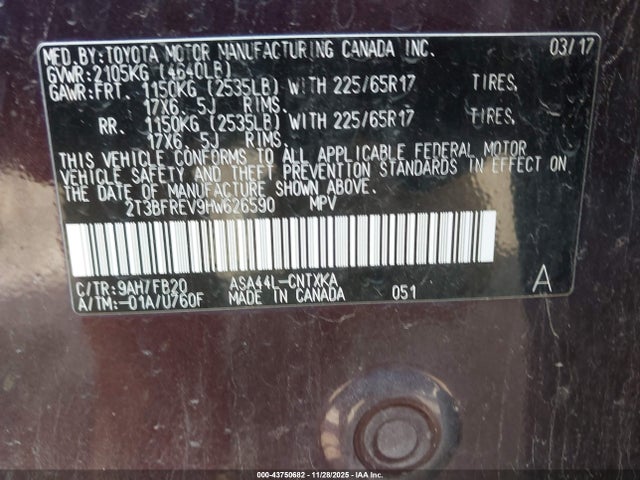 MFD.BY:TOYOTA MOTOR MANUFACTURING CANADA INC. 03/17
GVWR:2105KG (4640LB)
GAWR:FRT. 1150KG (2535LB) WITH 225/65R17 TIRES,
17X6.5J RIMS.
RR. 1150KG (2535LB) WITH 225/65R17 TIRES,
17X6.5J RIMS.
THIS VEHICLE CONFORMS TO ALL APPLICABLE FEDERAL MOTOR
VEHICLE SAFETY AND THEFT PREVENTION STANDARDS IN EFFECT ON
THE DATE OF MANUFACTURE SHOWN ABOVE.
2T3BFREV9HW626590 MPV
C/TR:9AH/FB20 ASA44L-CNTXKA
A/TM:-01A/U760F MADE IN CANADA 051 A
000-43750682 - 11/28/2025 - IAA Inc.